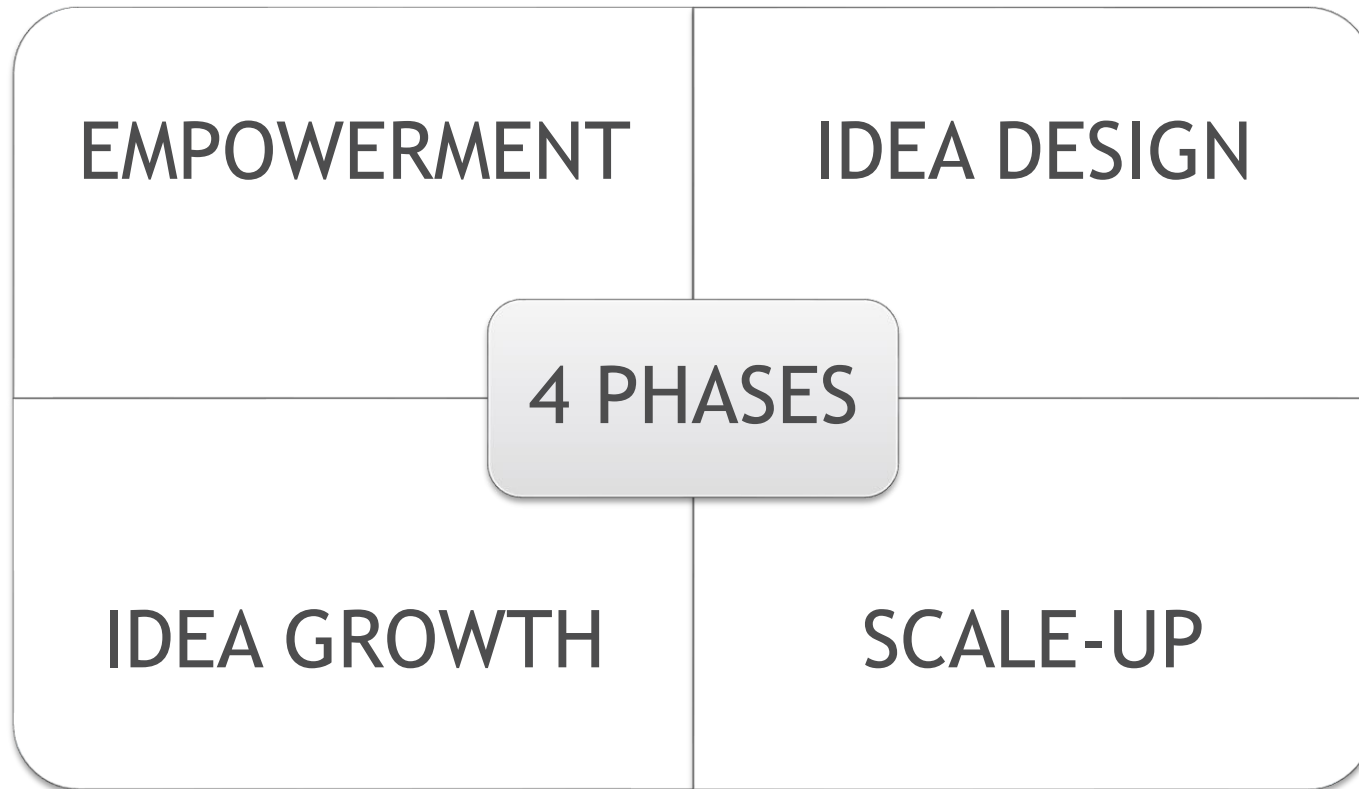 EMPOWERMENT
IDEA DESIGN
4 PHASES
IDEA GROWTH
SCALE-UP